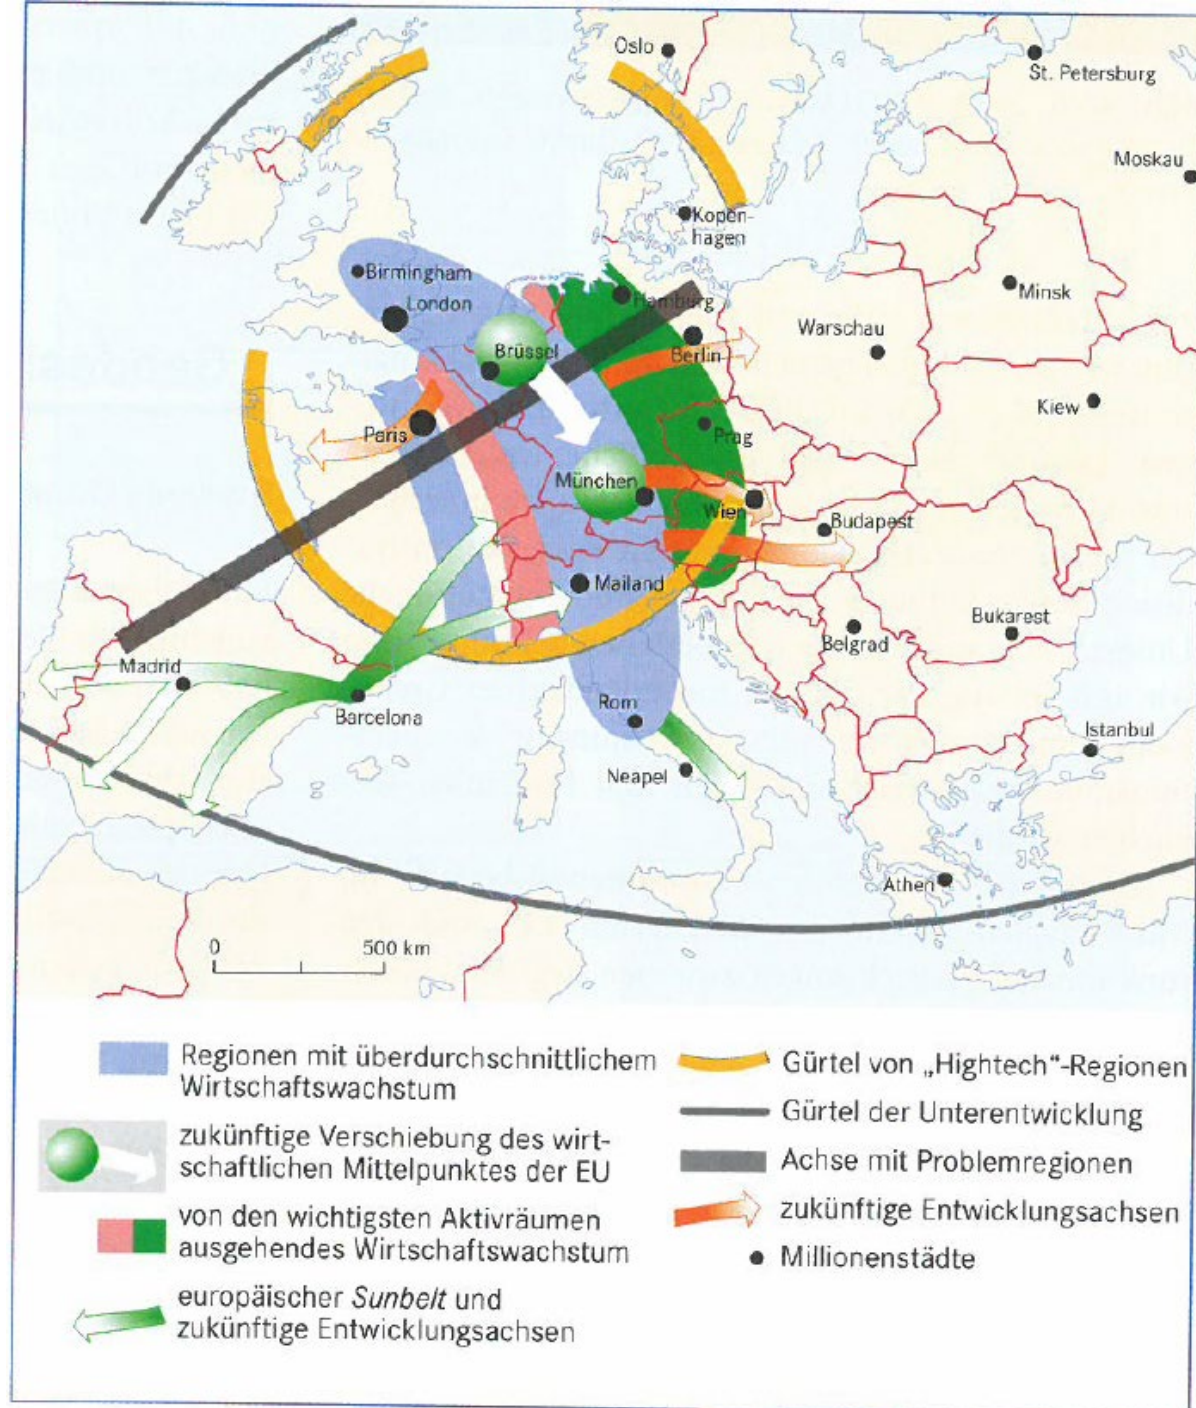 Oslo
St. Petersburg
Moskau
Kopen-
hagen
Birmingham
London
Hamburg
Minsk
Warschau
Brüssel
Berlin
Kiew
Paris
Prag
München
Wien
Budapest
Mailand
Bukarest
Belgrad
Madrid
Barcelona
Rom
Istanbul
Neapel
Athen
0 500 km
Regionen mit überdurchschnittlichem
Wirtschaftswachstum
zukünftige Verschiebung des wirt-
schaftlichen Mittelpunktes der EU
von den wichtigsten Aktivräumen
ausgehendes Wirtschaftswachstum
europäischer Sunbelt und
zukünftige Entwicklungsachsen
Gürtel von „Hightech"-Regionen
Gürtel der Unterentwicklung
Achse mit Problemregionen
zukünftige Entwicklungsachsen
Millionenstädte